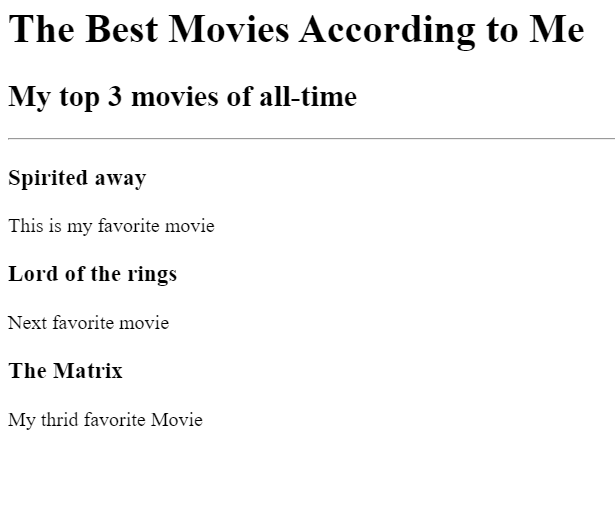 The Best Movies According to Me
My top 3 movies of all-time
Spirited away
This is my favorite movie
Lord of the rings
Next favorite movie
The Matrix
My thrid favorite Movie